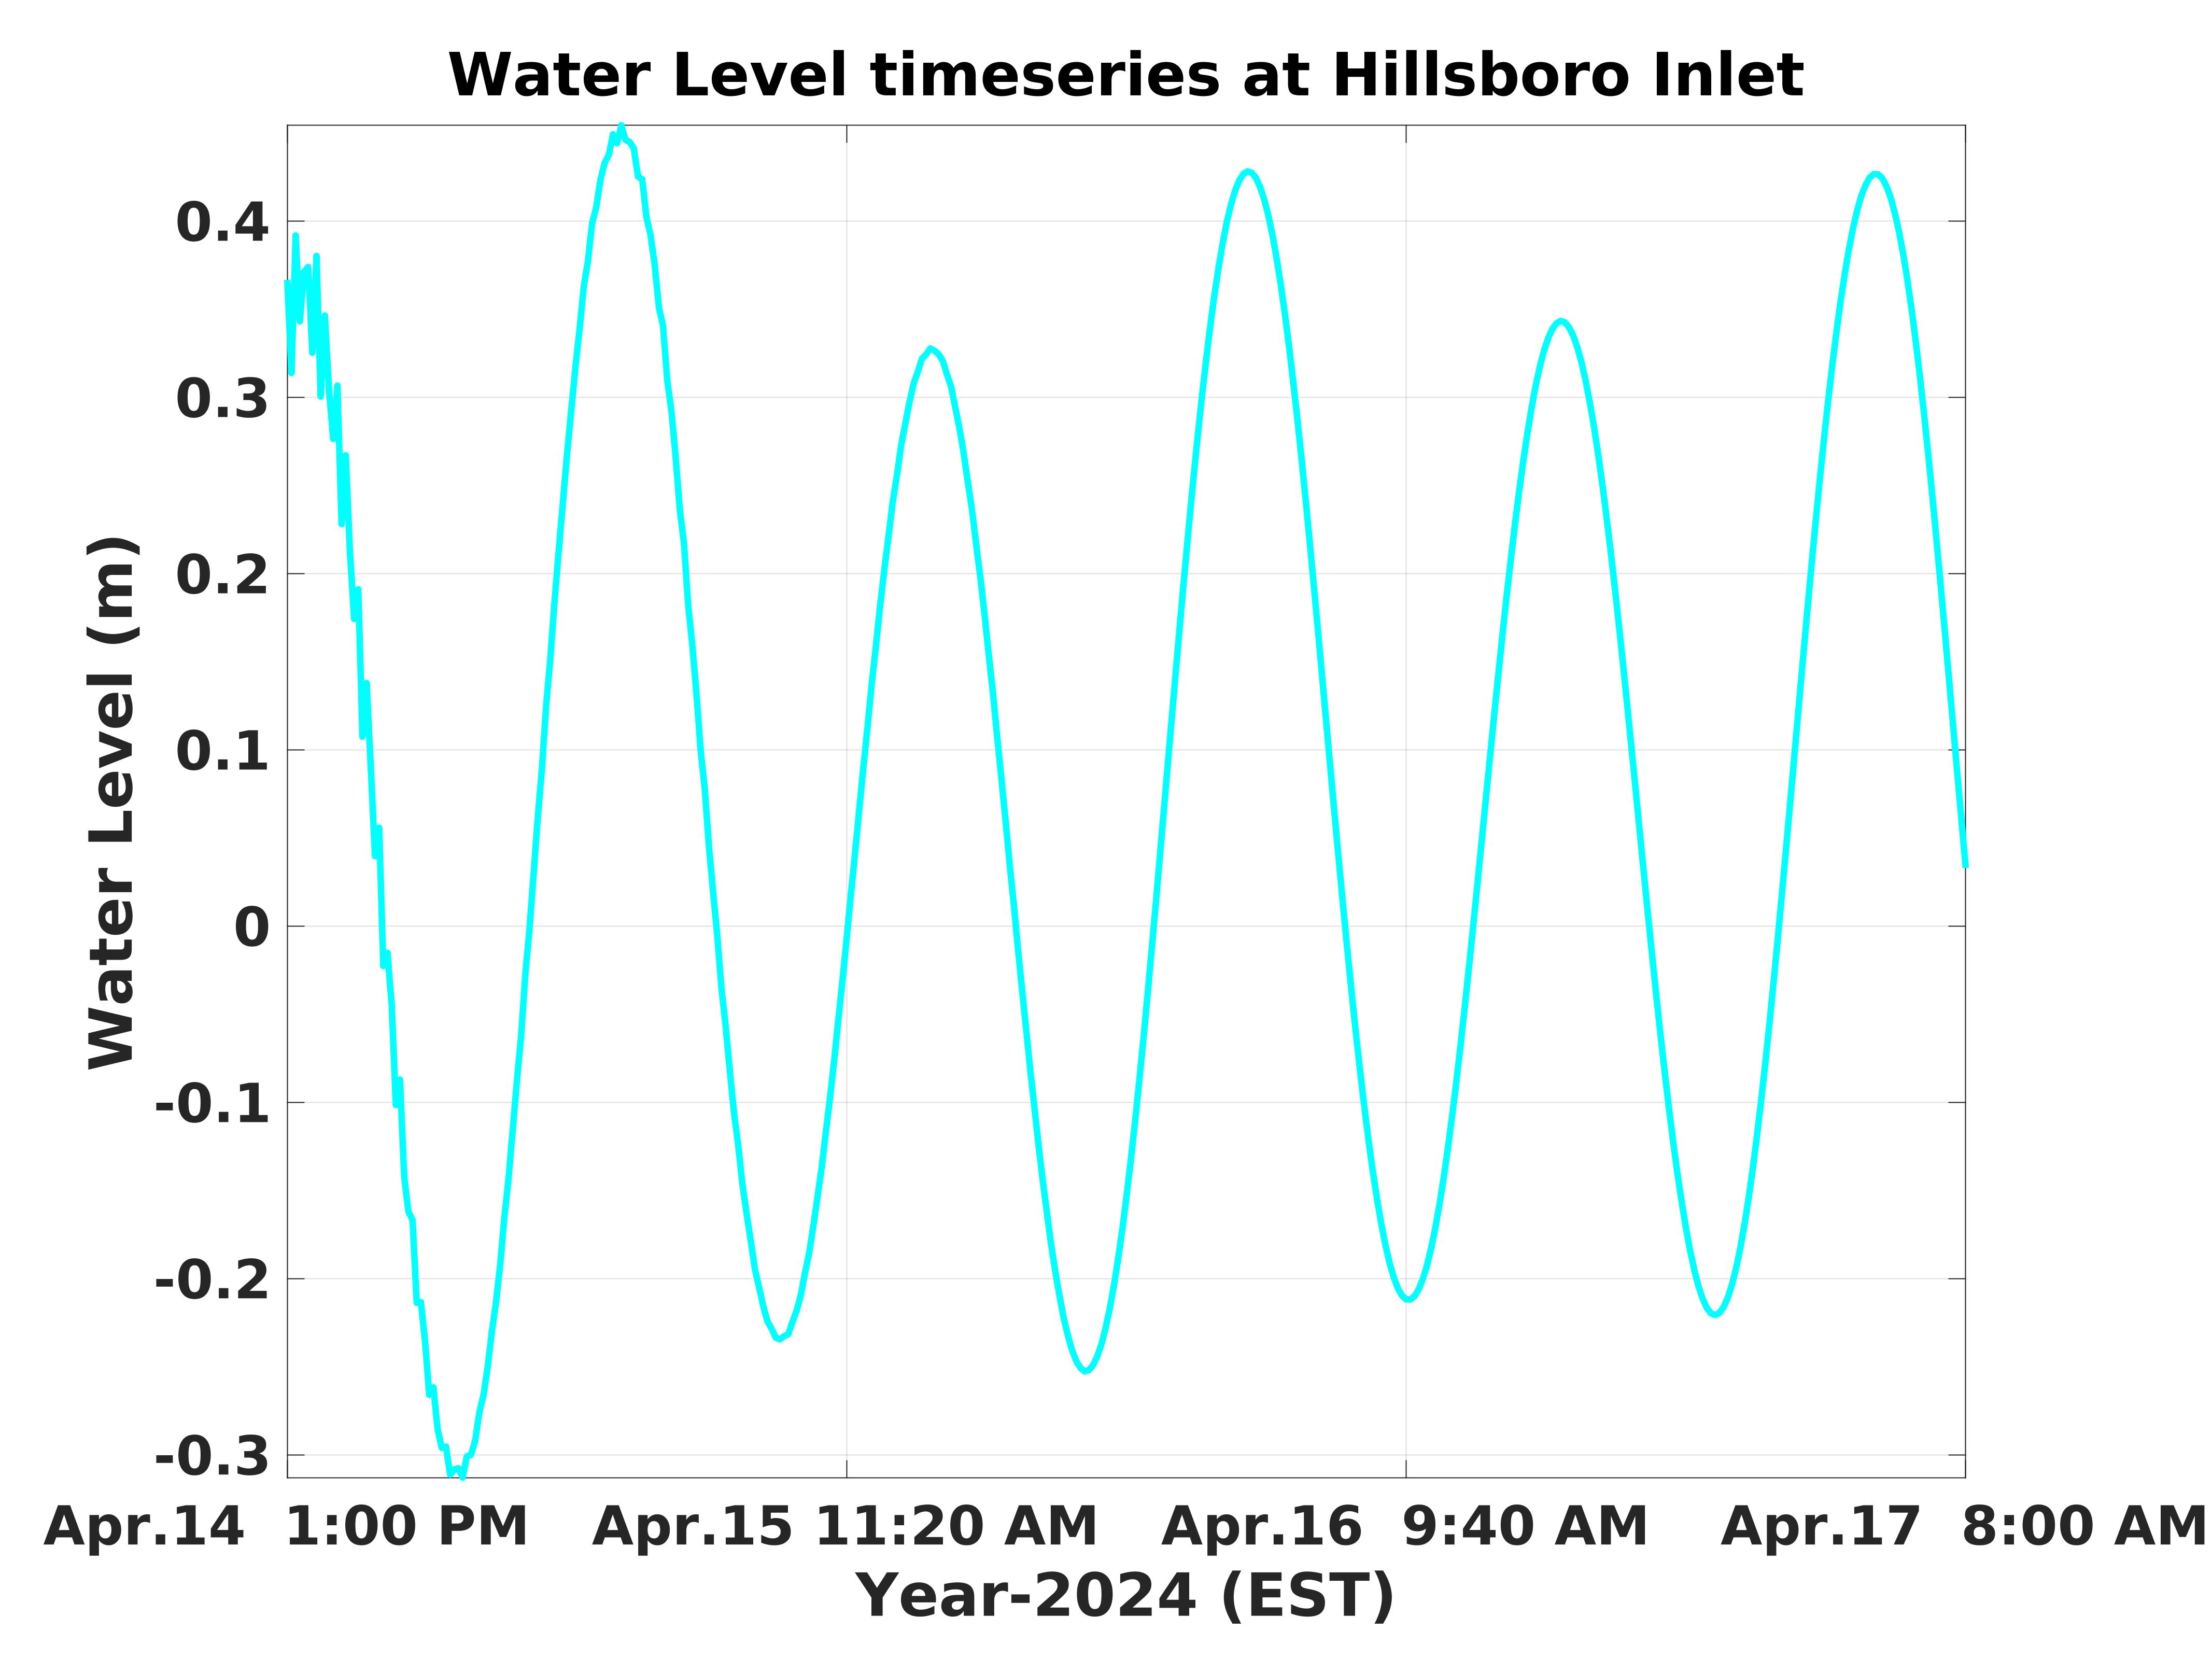 Water Level timeseries at Hillsboro Inlet
Water Level (m)
0.4
0.3
0.2
0.1
0
-0.1
-0.2
-0.3
Apr.14 1:00 PM Apr.15 11:20 AM Apr.16 9:40 AM Apr.17 8:00 AM
Year-2024 (EST)